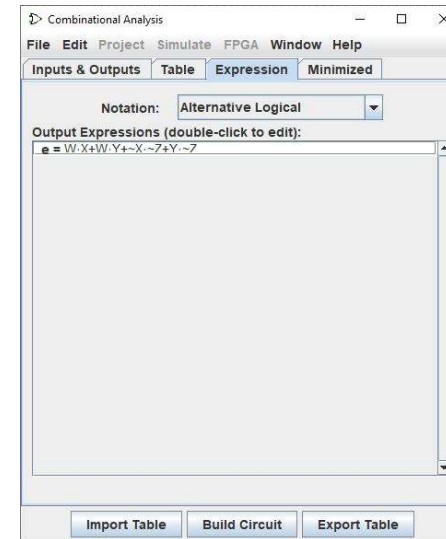 Combinational Analysis
File Edit Project Simulate FPGA Window Help
Inputs & Outputs Table Expression Minimized
Notation: Alternative Logical
Output Expressions (double-click to edit):
e = W·X+W·Y+~X·~Z+Y·~Z
Import Table Build Circuit Export Table